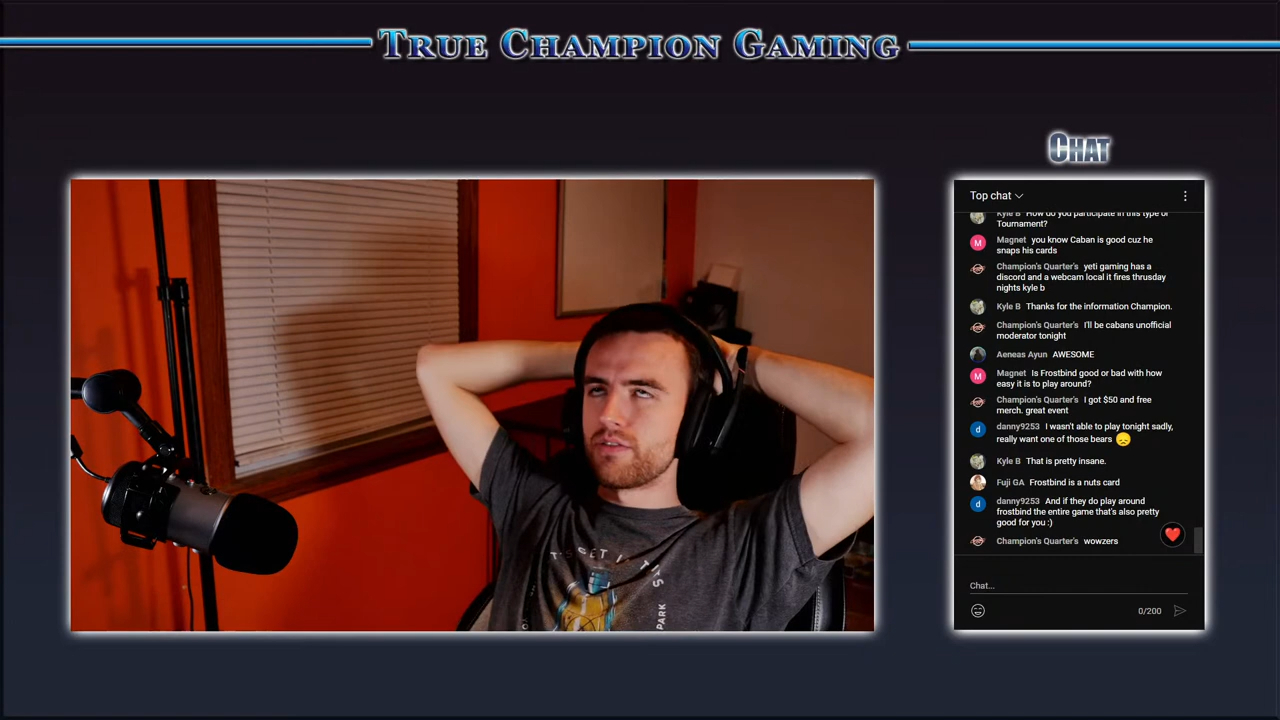 TRUE CHAMPION GAMING
CHAT
Top chat
Kyle B How do you participate in this type of
Tournament?
Magnet you know Caban is good cuz he
snaps his cards
Champion's Quarter's yeti gaming has a
discord and a webcam local it fires thrusday
nights kyle b
Kyle B Thanks for the information Champion.
Champion's Quarter's I'll be cabans unofficial
moderator tonight
Aeneas Ayun AWESOME
Magnet Is Frostbind good or bad with how
easy it is to play around?
Champion's Quarter's I got $50 and free
merch. great event
danny9253 I wasn't able to play tonight sadly,
really want one of those bears 😞
Kyle B That is pretty insane.
Fuji GA Frostbind is a nuts card
danny9253 And if they do play around
frostbind the entire game that's also pretty
good for you :)
Champion's Quarter's wowzers
Chat...
0/200
M
M
d
d
PARK